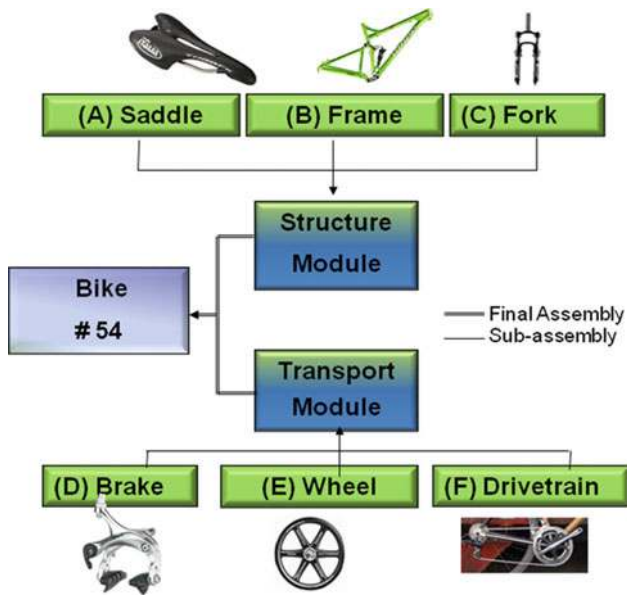 (A) Saddle
(B) Frame
(C) Fork
Structure
Module
Bike
# 54
Final Assembly
Sub-assembly
Transport
Module
(D) Brake
(E) Wheel
(F) Drivetrain